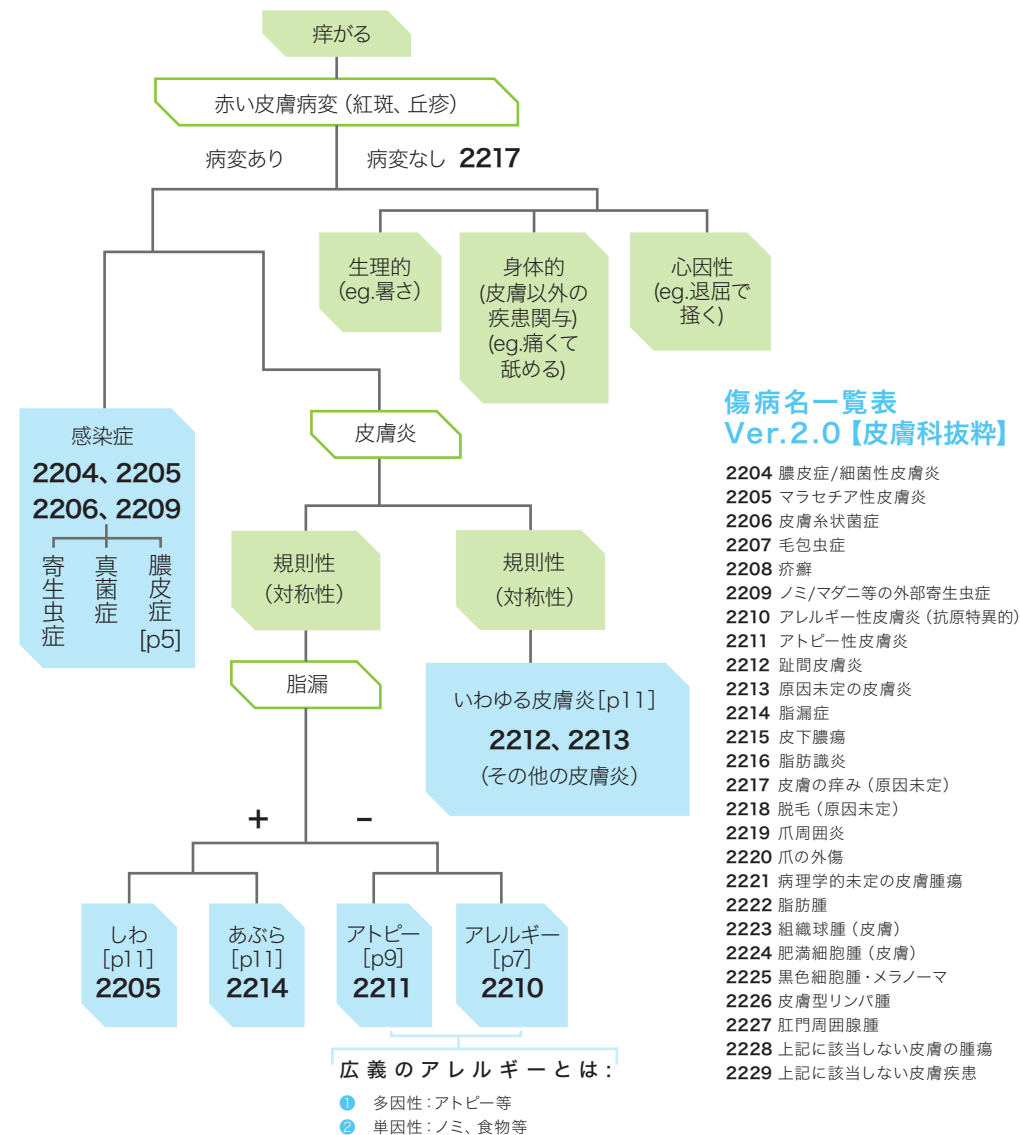 痒がる
赤い皮膚病変（紅斑、丘疹）
病変あり
病変なし 2217
生理的
（eg.暑さ）
身体的
(皮膚以外の
疾患関与)
(eg.痛くて
舐める)
心因性
(eg.退屈で
掻く)
感染症
2204、2205
2206、2209
寄生虫症
真菌症
膿皮症
[p5]
皮膚炎
規則性
（対称性）
規則性
（対称性）
脂漏
いわゆる皮膚炎[p11]
2212、2213
（その他の皮膚炎）
+
−
しわ
[p11]
2205
あぶら
[p11]
2214
アトピー
[p9]
2211
アレルギー
[p7]
2210
広義のアレルギーとは:
❶ 多因性：アトピー等
❷ 単因性：ノミ、食物等
傷病名一覧表
Ver.2.0【皮膚科抜粋】
2204 膿皮症/細菌性皮膚炎
2205 マラセチア性皮膚炎
2206 皮膚糸状菌症
2207 毛包虫症
2208 疥癬
2209 ノミ/マダニ等の外部寄生虫症
2210 アレルギー性皮膚炎（抗原特異的）
2211 アトピー性皮膚炎
2212 趾間皮膚炎
2213 原因未定の皮膚炎
2214 脂漏症
2215 皮下膿瘍
2216 脂肪識炎
2217 皮膚の痒み（原因未定）
2218 脱毛（原因未定）
2219 爪周囲炎
2220 爪の外傷
2221 病理学的未定の皮膚腫瘍
2222 脂肪腫
2223 組織球腫（皮膚）
2224 肥満細胞腫（皮膚）
2225 黒色細胞腫・メラノーマ
2226 皮膚型リンパ腫
2227 肛門周囲腺腫
2228 上記に該当しない皮膚の腫瘍
2229 上記に該当しない皮膚疾患